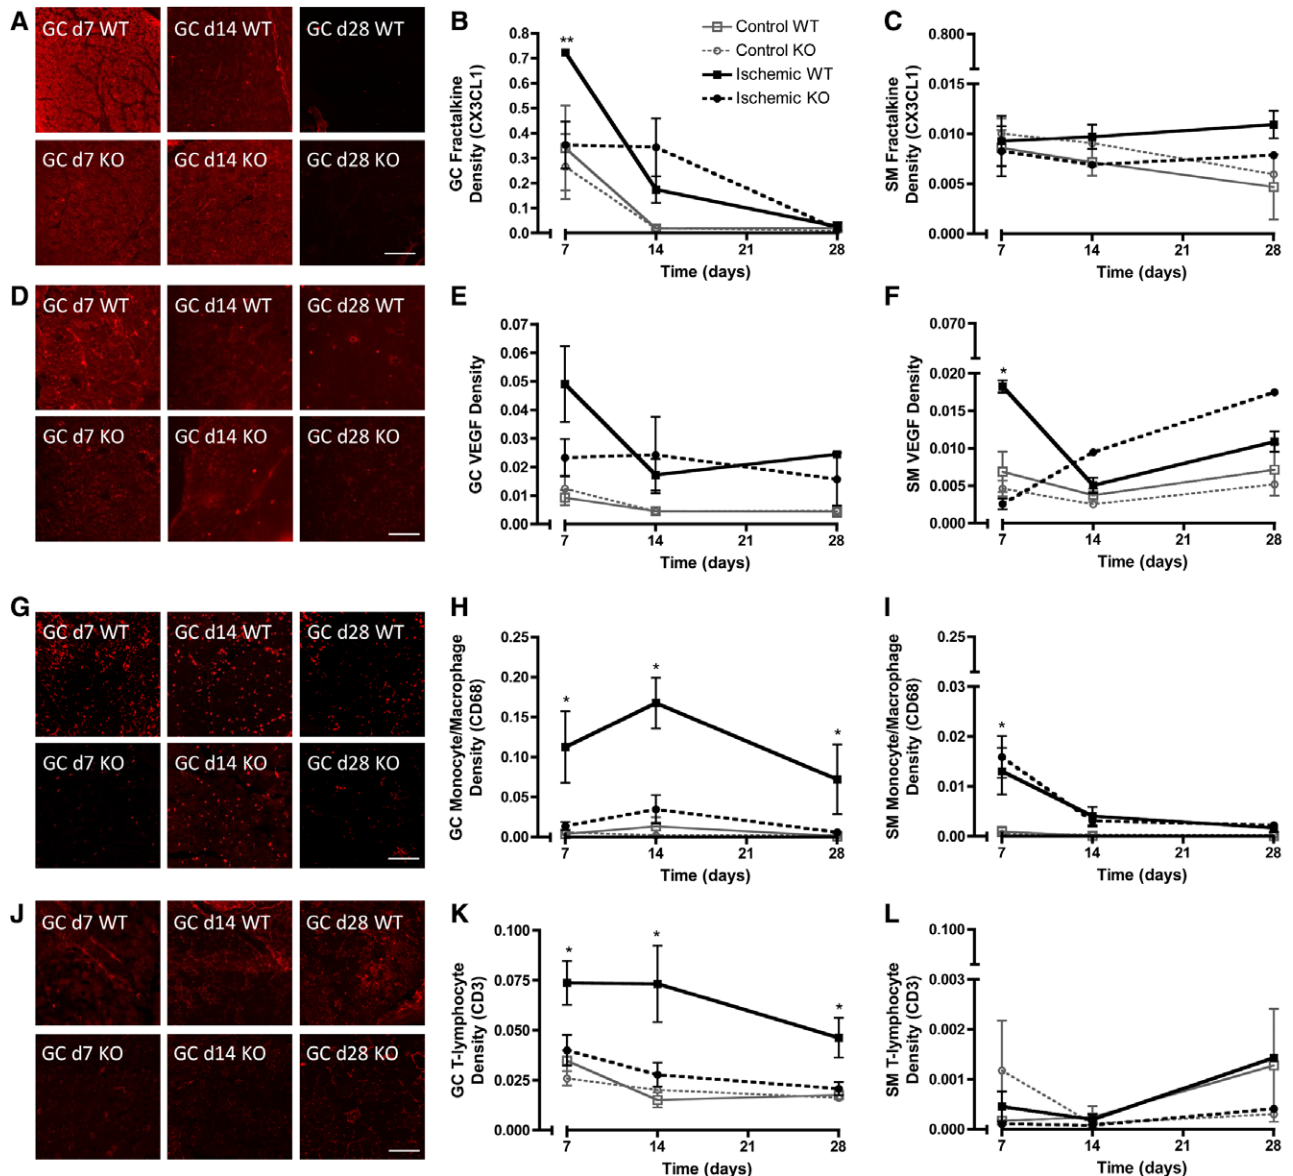 A
GC d7 WT
GC d14 WT
GC d28 WT
GC d7 KO
GC d14 KO
GC d28 KO
B
GC Fractalkine
Density (CX3CL1)
0.8
0.7
0.6
0.5
0.4
0.3
0.2
0.1
0.0
**
Control WT
Control KO
Ischemic WT
Ischemic KO
7
14
21
28
Time (days)
C
SM Fractalkine
Density (CX3CL1)
0.800
0.015
0.010
0.005
0.000
7
14
21
28
Time (days)
D
GC d7 WT
GC d14 WT
GC d28 WT
GC d7 KO
GC d14 KO
GC d28 KO
E
GC VEGF Density
0.07
0.06
0.05
0.04
0.03
0.02
0.01
0.00
7
14
21
28
Time (days)
F
SM VEGF Density
0.070
0.020
0.015
0.010
0.005
0.000
*
7
14
21
28
Time (days)
G
GC d7 WT
GC d14 WT
GC d28 WT
GC d7 KO
GC d14 KO
GC d28 KO
H
GC Monocyte/Macrophage
Density (CD68)
0.25
0.20
0.15
0.10
0.05
0.00
*
*
*
7
14
21
28
Time (days)
I
SM Monocyte/Macrophage
Density (CD68)
0.25
0.03
0.02
0.01
0.00
*
7
14
21
28
Time (days)
J
GC d7 WT
GC d14 WT
GC d28 WT
GC d7 KO
GC d14 KO
GC d28 KO
K
GC T-lymphocyte
Density (CD3)
0.100
0.075
0.050
0.025
0.000
*
*
*
7
14
21
28
Time (days)
L
SM T-lymphocyte
Density (CD3)
0.100
0.003
0.002
0.001
0.000
7
14
21
28
Time (days)